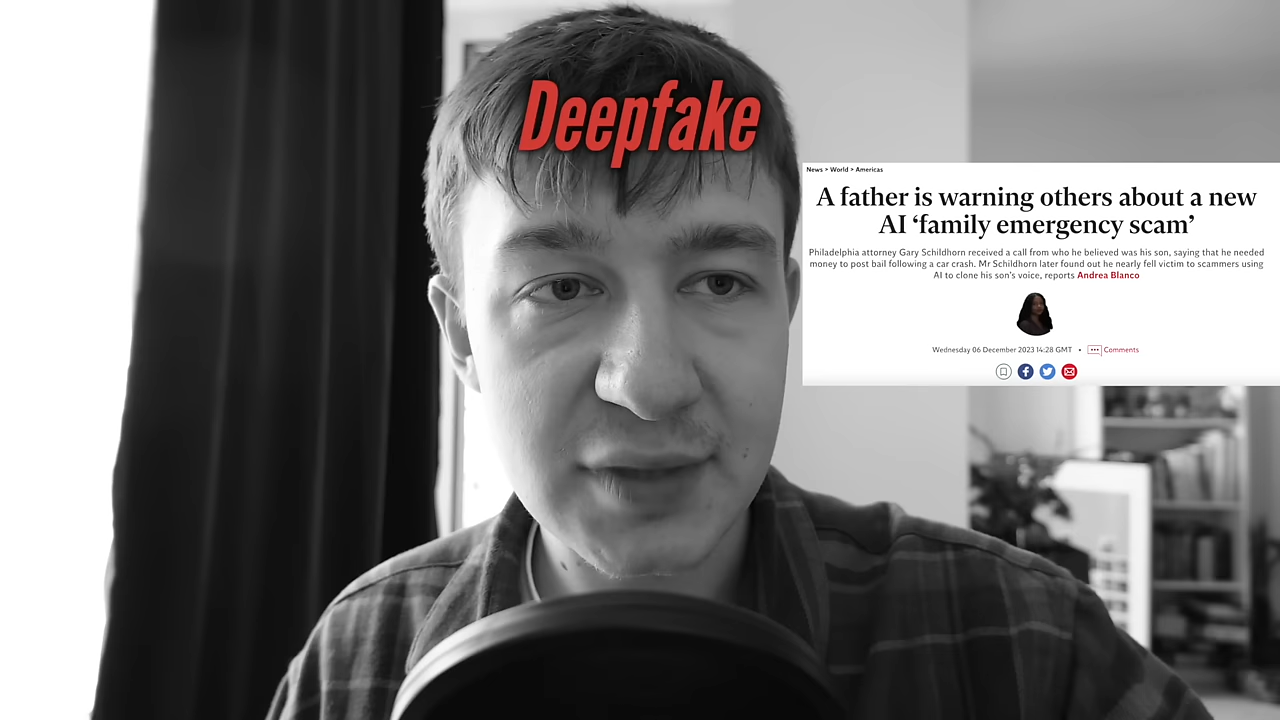 Deepfake
News > World > Americas
A father is warning others about a new
AI ‘family emergency scam’
Philadelphia attorney Gary Schildhorn received a call from who he believed was his son, saying that he needed
money to post bail following a car crash. Mr Schildhorn later found out he nearly fell victim to scammers using
AI to clone his son’s voice, reports Andrea Blanco
Wednesday 06 December 2023 14:28 GMT • Comments